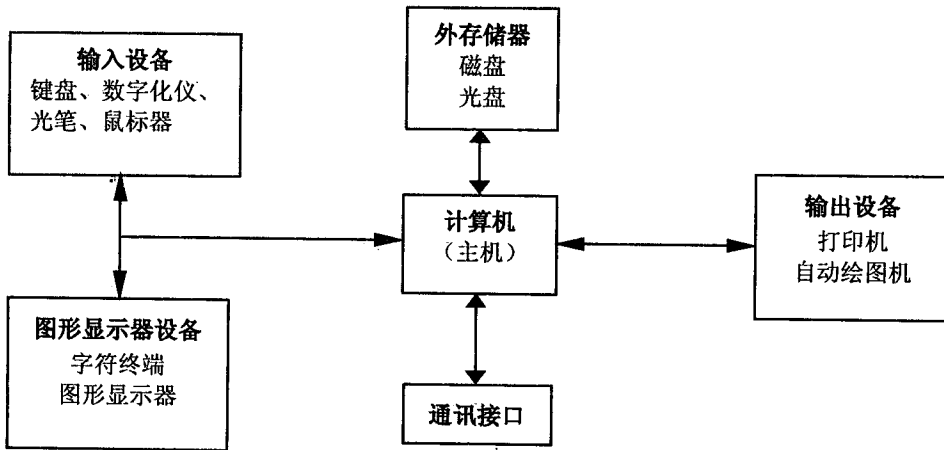 输入设备
键盘、数字化仪、
光笔、鼠标器
外存储器
磁盘
光盘
计算机
（主机）
输出设备
打印机
自动绘图机
图形显示器设备
字符终端
图形显示器
通讯接口